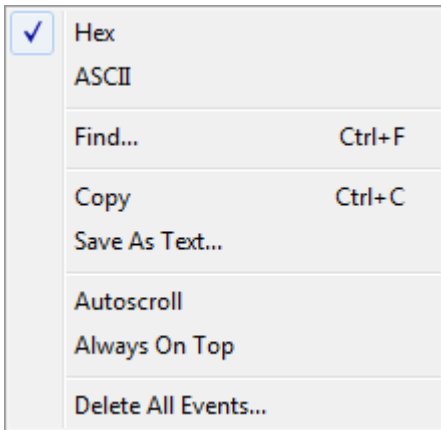 Hex
ASCII
Find... Ctrl+F
Copy Ctrl+C
Save As Text...
Autoscroll
Always On Top
Delete All Events...